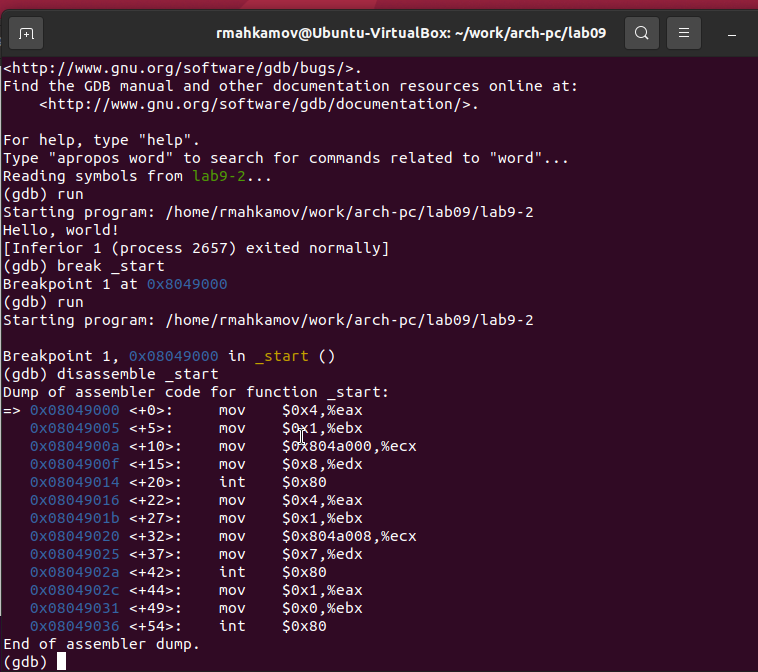 rmahkamov@Ubuntu-VirtualBox: ~/work/arch-pc/lab09
<http://www.gnu.org/software/gdb/bugs/>.
Find the GDB manual and other documentation resources online at:
    <http://www.gnu.org/software/gdb/documentation/>.

For help, type "help".
Type "apropos word" to search for commands related to "word"...
Reading symbols from lab9-2...
(gdb) run
Starting program: /home/rmahkamov/work/arch-pc/lab09/lab9-2
Hello, world!
[Inferior 1 (process 2657) exited normally]
(gdb) break _start
Breakpoint 1 at 0x8049000
(gdb) run
Starting program: /home/rmahkamov/work/arch-pc/lab09/lab9-2

Breakpoint 1, 0x08049000 in _start ()
(gdb) disassemble _start
Dump of assembler code for function _start:
=> 0x08049000 <+0>:     mov    $0x4,%eax
   0x08049005 <+5>:     mov    $0x1,%ebx
   0x0804900a <+10>:    mov    $0x804a000,%ecx
   0x0804900f <+15>:    mov    $0x8,%edx
   0x08049014 <+20>:    int    $0x80
   0x08049016 <+22>:    mov    $0x4,%eax
   0x0804901b <+27>:    mov    $0x1,%ebx
   0x08049020 <+32>:    mov    $0x804a008,%ecx
   0x08049025 <+37>:    mov    $0x7,%edx
   0x0804902a <+42>:    int    $0x80
   0x0804902c <+44>:    mov    $0x1,%eax
   0x08049031 <+49>:    mov    $0x0,%ebx
   0x08049036 <+54>:    int    $0x80
End of assembler dump.
(gdb)